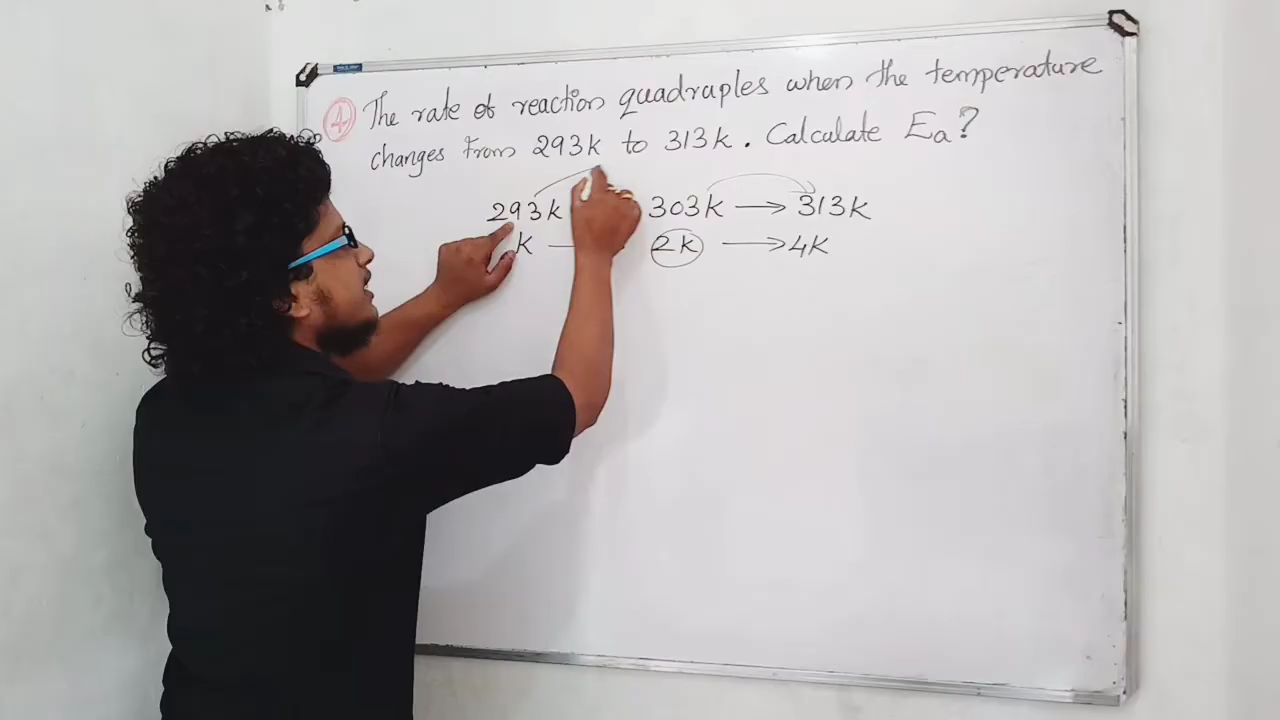 ④ The rate of reaction quadruples when the temperature
changes from 293k to 313k. Calculate Ea?
293k 303k → 313k
k — 2k → 4k